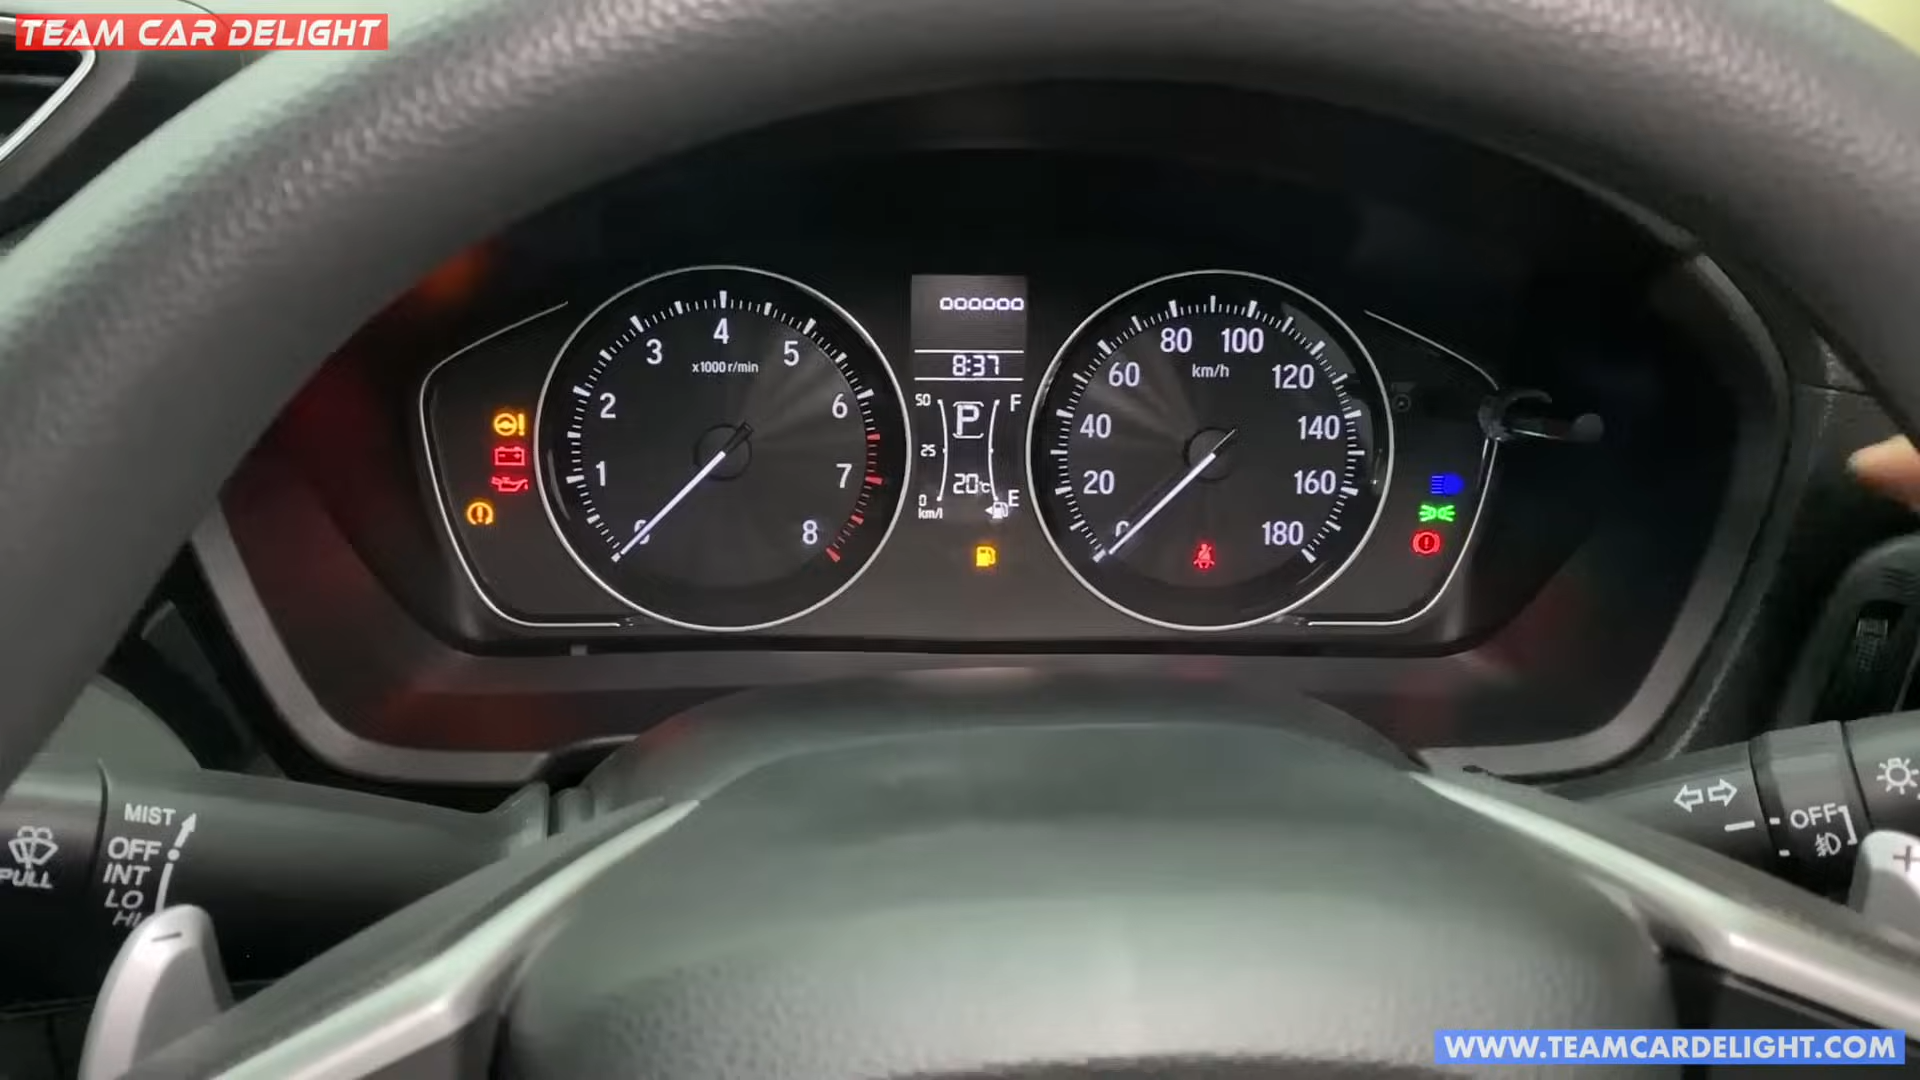 TEAM CAR DELIGHT
000000
8:37
4
3
5
x1000 r/min
2
6
1
7
8
50
F
P
25
20°C
0
E
km/l
80
100
60
km/h
120
40
140
20
160
180
MIST
OFF
INT
LO
HI
PULL
−
OFF
+
WWW.TEAMCARDELIGHT.COM